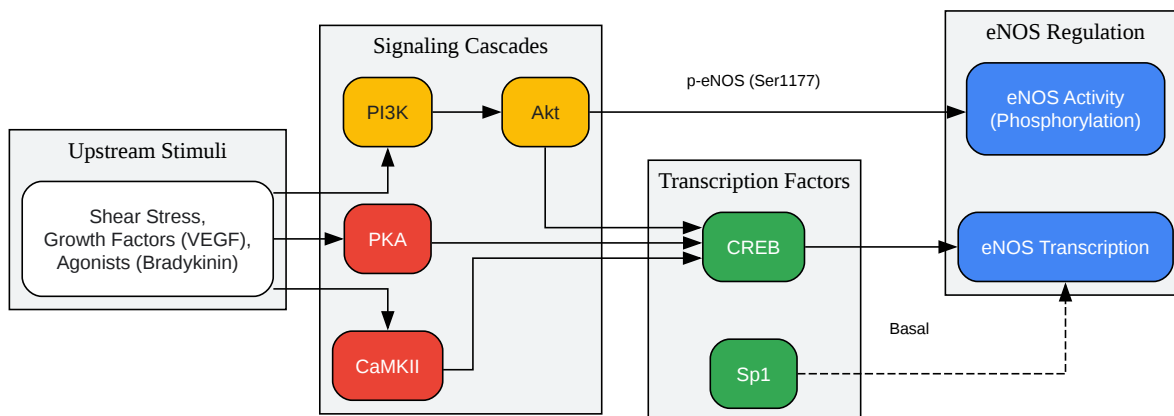 Upstream Stimuli
Shear Stress,
Growth Factors (VEGF),
Agonists (Bradykinin)
Signaling Cascades
PI3K
Akt
PKA
CaMKII
p-eNOS (Ser1177)
Transcription Factors
CREB
Sp1
Basal
eNOS Regulation
eNOS Activity
(Phosphorylation)
eNOS Transcription